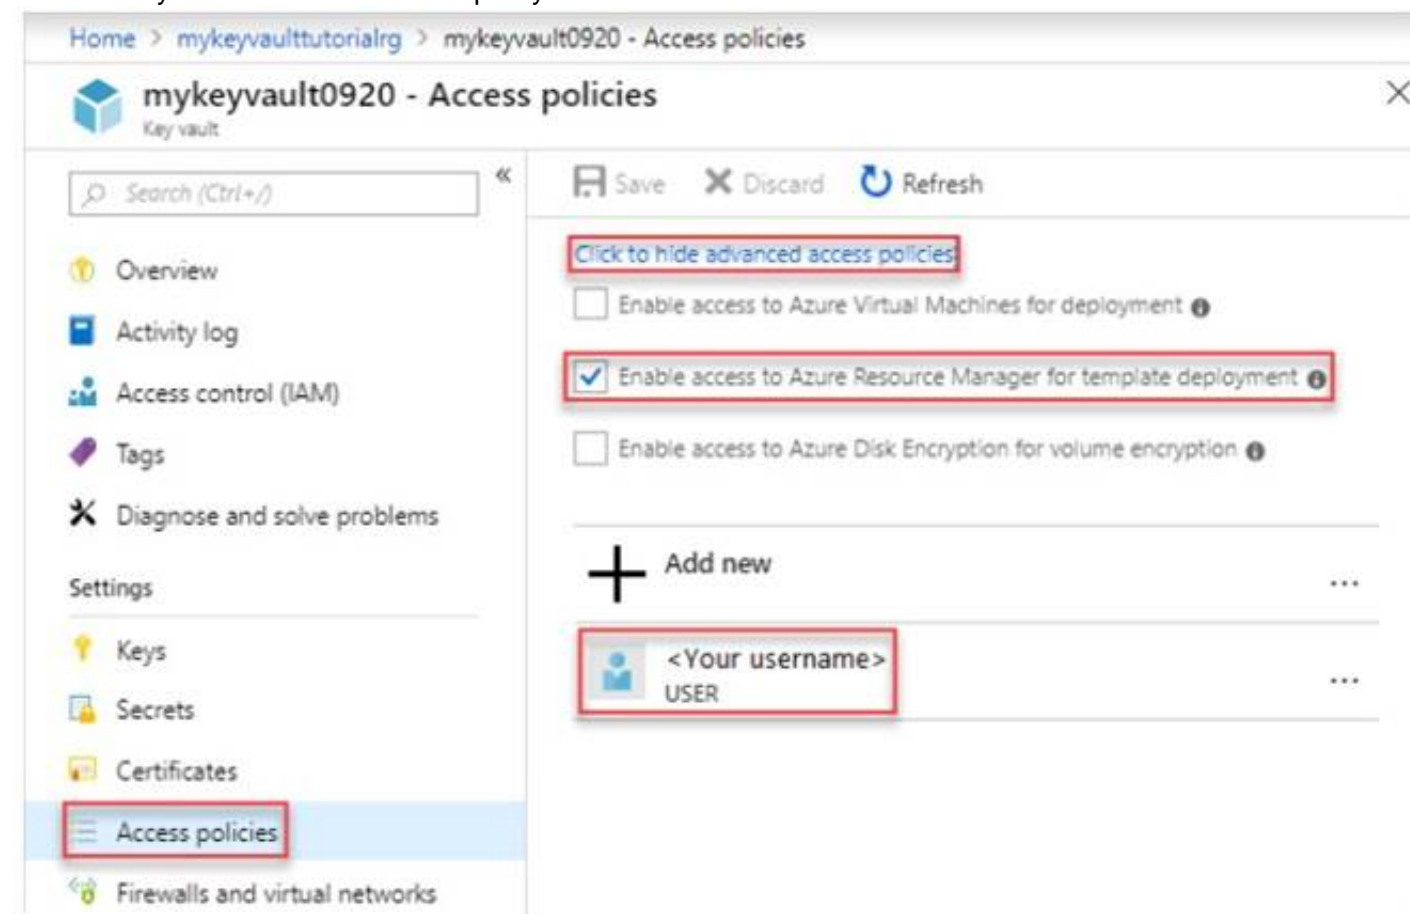 Home > mykeyvaulttutorialrg > mykeyvault0920 - Access policies
mykeyvault0920 - Access policies
Key vault
Search (Ctrl+/)
«
Overview
Activity log
Access control (IAM)
Tags
Diagnose and solve problems
Settings
Keys
Secrets
Certificates
Access policies
Firewalls and virtual networks
Save Discard Refresh
Click to hide advanced access policies
Enable access to Azure Virtual Machines for deployment
Enable access to Azure Resource Manager for template deployment
Enable access to Azure Disk Encryption for volume encryption
Add new
...
<Your username>
USER
...